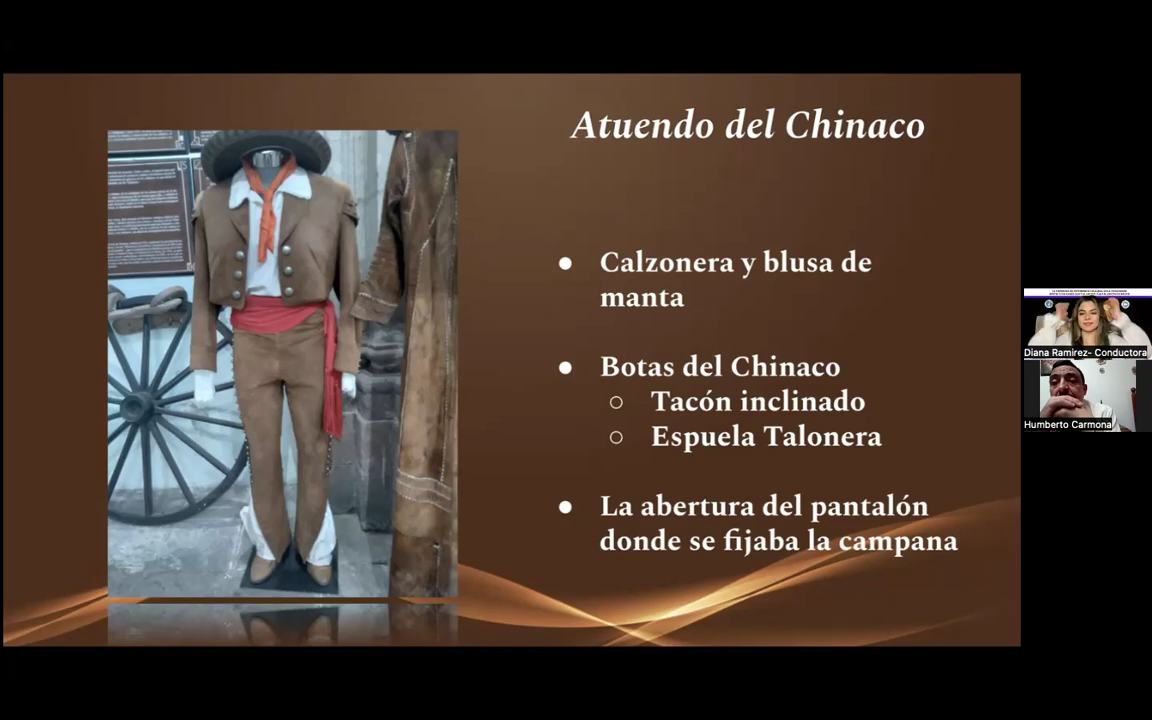 Atuendo del Chinaco
● Calzonera y blusa de
manta
● Botas del Chinaco
○ Tacón inclinado
○ Espuela Talonera
● La abertura del pantalón
donde se fijaba la campana
Diana Ramirez- Conductora
Humberto Carmona